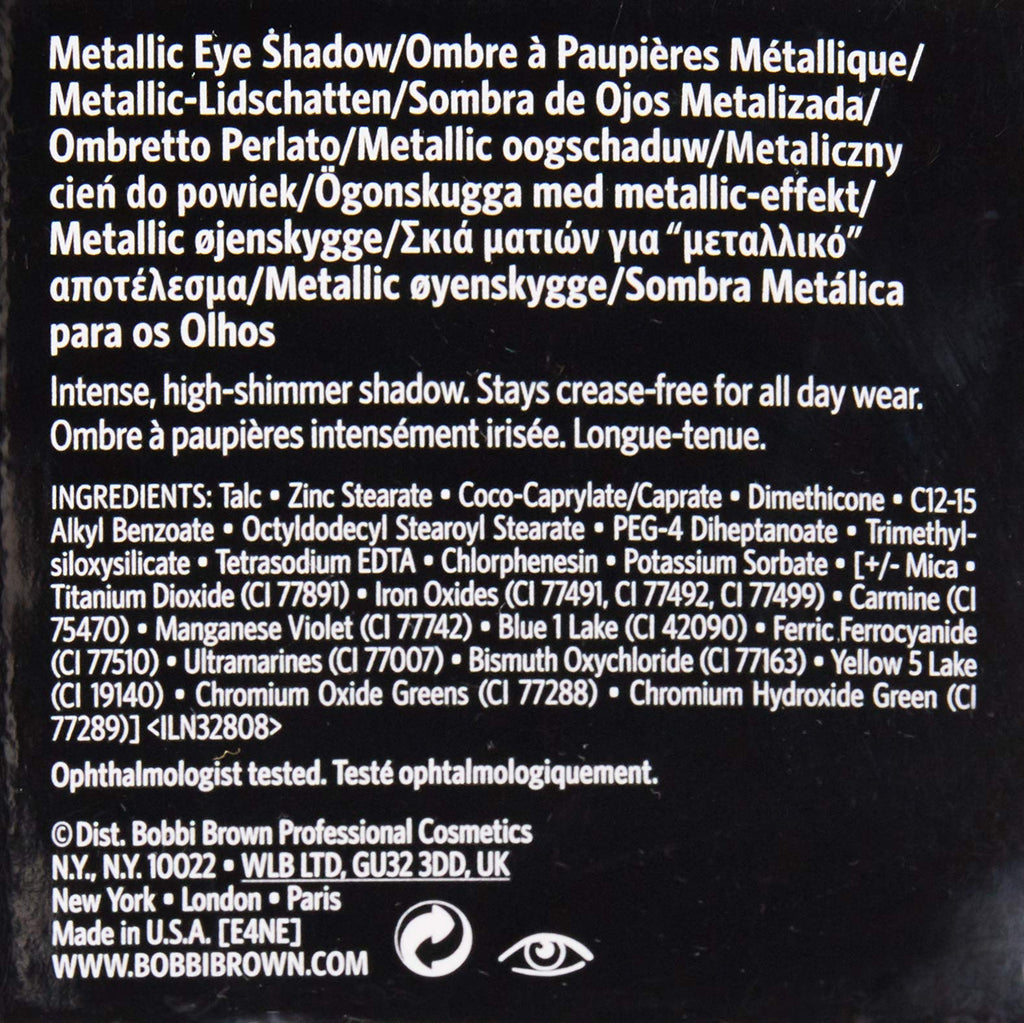 Metallic Eye Shadow/Ombre à Paupières Métallique/
Metallic-Lidschatten/Sombra de Ojos Metalizada/
Ombretto Perlato/Metallic oogschaduw/Metaliczny
cień do powiek/Ögonskugga med metallic-effekt/
Metallic øjenskygge/Σκιά ματιών για “μεταλλικό”
αποτέλεσμα/Metallic øyenskygge/Sombra Metálica
para os Olhos
Intense, high-shimmer shadow. Stays crease-free for all day wear.
Ombre à paupières intensément irisée. Longue-tenue.
INGREDIENTS: Talc • Zinc Stearate • Coco-Caprylate/Caprate • Dimethicone • C12-15
Alkyl Benzoate • Octyldodecyl Stearoyl Stearate • PEG-4 Diheptanoate • Trimethyl-
siloxysilicate • Tetrasodium EDTA • Chlorphenesin • Potassium Sorbate • [+/- Mica •
Titanium Dioxide (CI 77891) • Iron Oxides (CI 77491, CI 77492, CI 77499) • Carmine (CI
75470) • Manganese Violet (CI 77742) • Blue 1 Lake (CI 42090) • Ferric Ferrocyanide
(CI 77510) • Ultramarines (CI 77007) • Bismuth Oxychloride (CI 77163) • Yellow 5 Lake
(CI 19140) • Chromium Oxide Greens (CI 77288) • Chromium Hydroxide Green (CI
77289)] <ILN32808>
Ophthalmologist tested. Testé ophtalmologiquement.
© Dist. Bobbi Brown Professional Cosmetics
N.Y., N.Y. 10022 • WLB LTD, GU32 3DD, UK
New York • London • Paris
Made in U.S.A. [E4NE]
WWW.BOBBIBROWN.COM